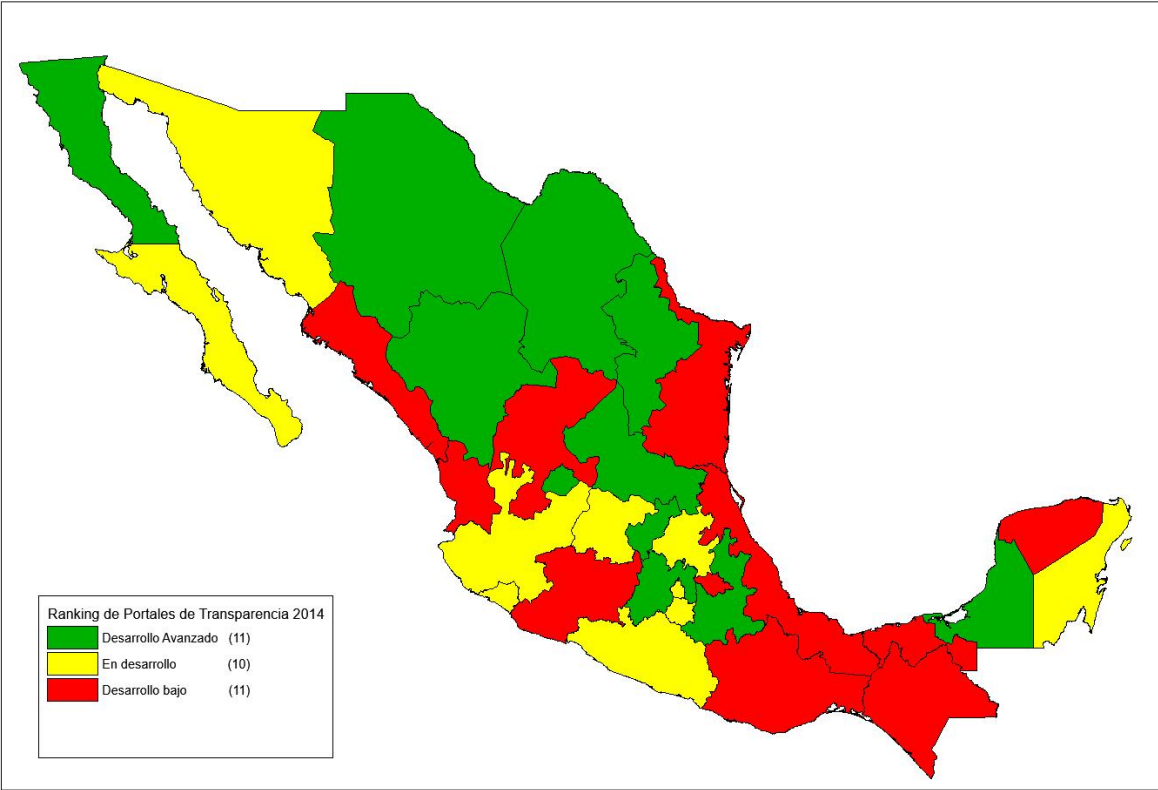 Ranking de Portales de Transparencia 2014
Desarrollo Avanzado (11)
En desarrollo (10)
Desarrollo bajo (11)